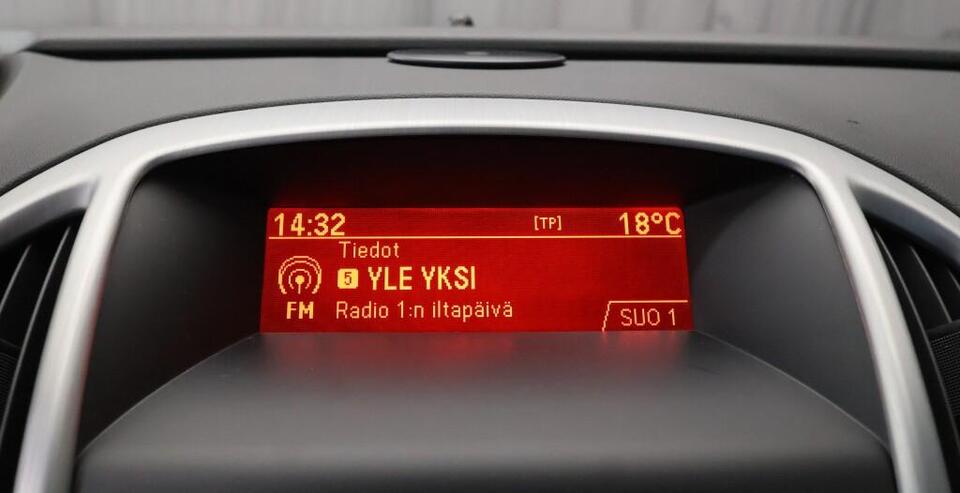 14:32 [TP] 18°C
Tiedot
5 YLE YKSI
FM Radio 1:n iltapäivä
SUO 1